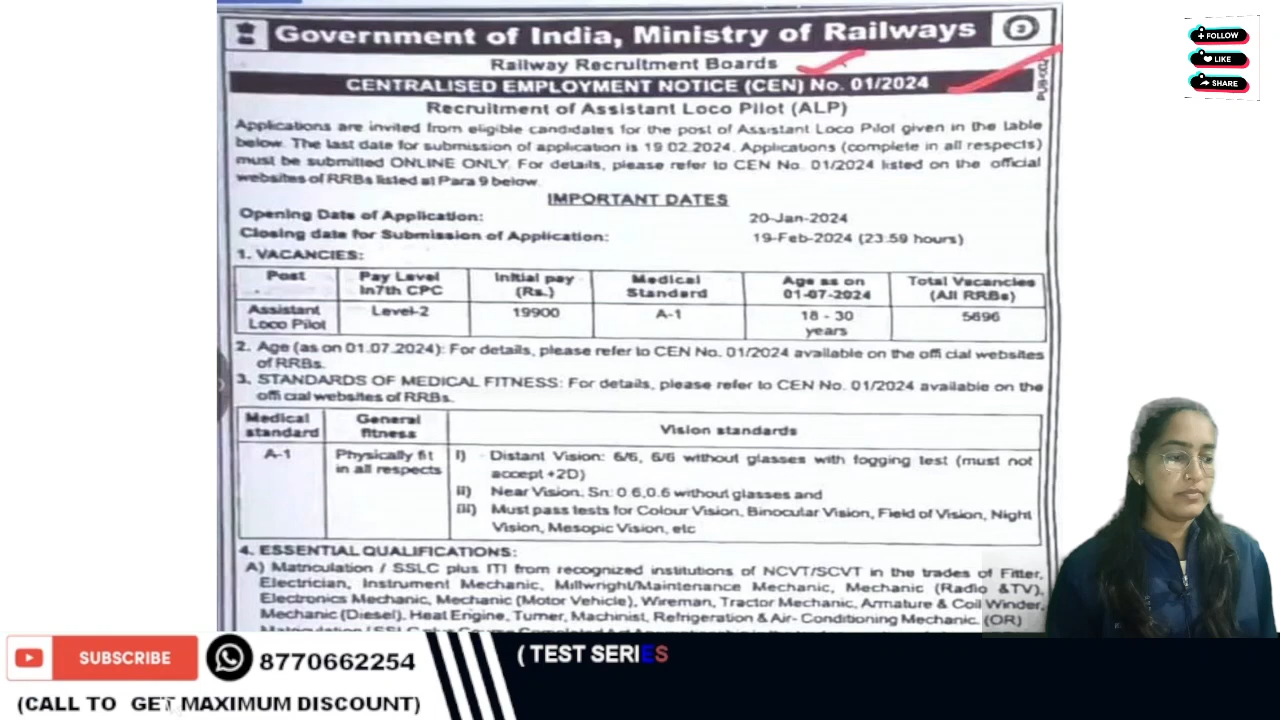 Government of India, Ministry of Railways
Railway Recruitment Boards
CENTRALISED EMPLOYMENT NOTICE (CEN) No. 01/2024
Recruitment of Assistant Loco Pilot (ALP)
Applications are invited from eligible candidates for the post of Assistant Loco Pilot given in the table
below. The last date for submission of application is 19.02.2024. Applications (complete in all respects)
must be submitted ONLINE ONLY. For details, please refer to CEN No. 01/2024 listed on the official
websites of RRBs listed at Para 9 below.
IMPORTANT DATES
Opening Date of Application: 20-Jan-2024
Closing date for Submission of Application: 19-Feb-2024 (23.59 hours)
1. VACANCIES:
Post Pay Level In7th CPC Initial pay (Rs.) Medical Standard Age as on 01-07-2024 Total Vacancies (All RRBs)
Assistant Loco Pilot Level-2 19900 A-1 18 - 30 years 5696
2. Age (as on 01.07.2024): For details, please refer to CEN No. 01/2024 available on the offi cial websites
of RRBs.
3. STANDARDS OF MEDICAL FITNESS: For details, please refer to CEN No. 01/2024 available on the
offi cial websites of RRBs.
Medical standard General fitness Vision standards
A-1 Physically fit in all respects
i) Distant Vision: 6/6, 6/6 without glasses with fogging test (must not
accept +2D)
ii) Near Vision. Sn: 0.6,0.6 without glasses and
iii) Must pass tests for Colour Vision, Binocular Vision, Field of Vision, Night
Vision, Mesopic Vision, etc
4. ESSENTIAL QUALIFICATIONS:
A) Matriculation / SSLC plus ITI from recognized institutions of NCVT/SCVT in the trades of Fitter,
Electrician, Instrument Mechanic, Millwright/Maintenance Mechanic, Mechanic (Radio &TV),
Electronics Mechanic, Mechanic (Motor Vehicle), Wireman, Tractor Mechanic, Armature & Coil Winder,
Mechanic (Diesel), Heat Engine, Turner, Machinist, Refrigeration & Air- Conditioning Mechanic. (OR)
FOLLOW
LIKE
SHARE
SUBSCRIBE
8770662254
(CALL TO GET MAXIMUM DISCOUNT)
( TEST SERIES